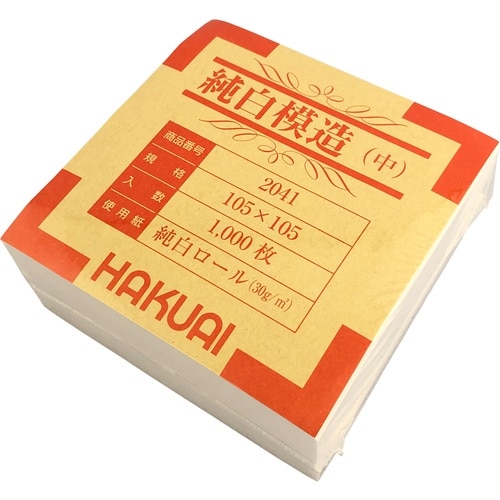 純白模造(中)
商品番号 2041
規格 105×105
入数 1,000枚
使用紙 純白ロール(30g/㎡)
HAKUAI